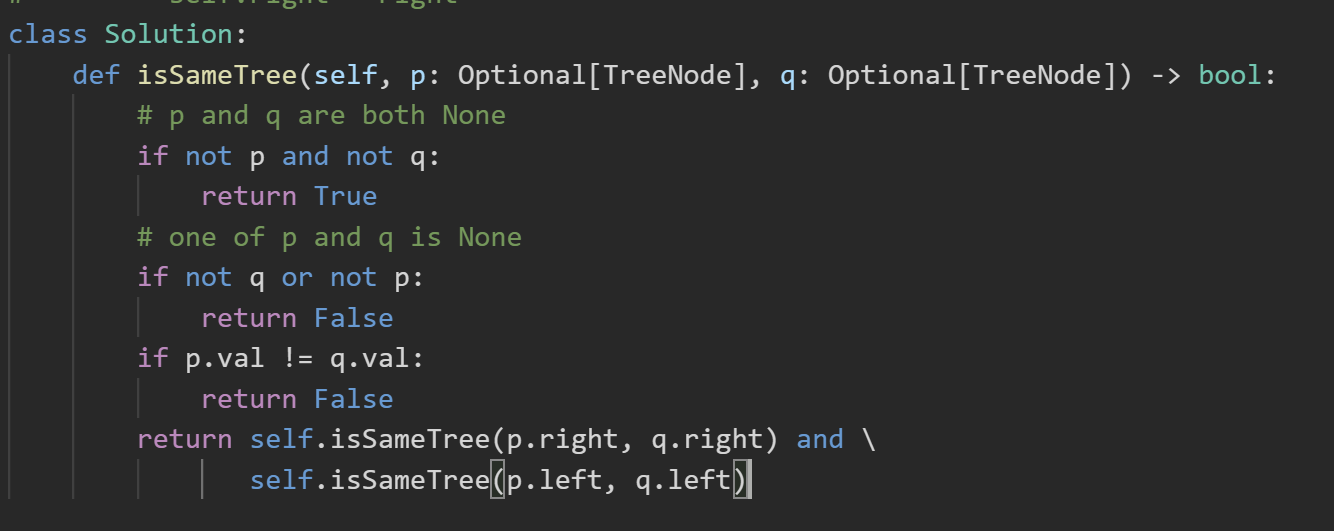 # self.right = right
class Solution:
    def isSameTree(self, p: Optional[TreeNode], q: Optional[TreeNode]) -> bool:
        # p and q are both None
        if not p and not q:
            return True
        # one of p and q is None
        if not q or not p:
            return False
        if p.val != q.val:
            return False
        return self.isSameTree(p.right, q.right) and \
               self.isSameTree(p.left, q.left)